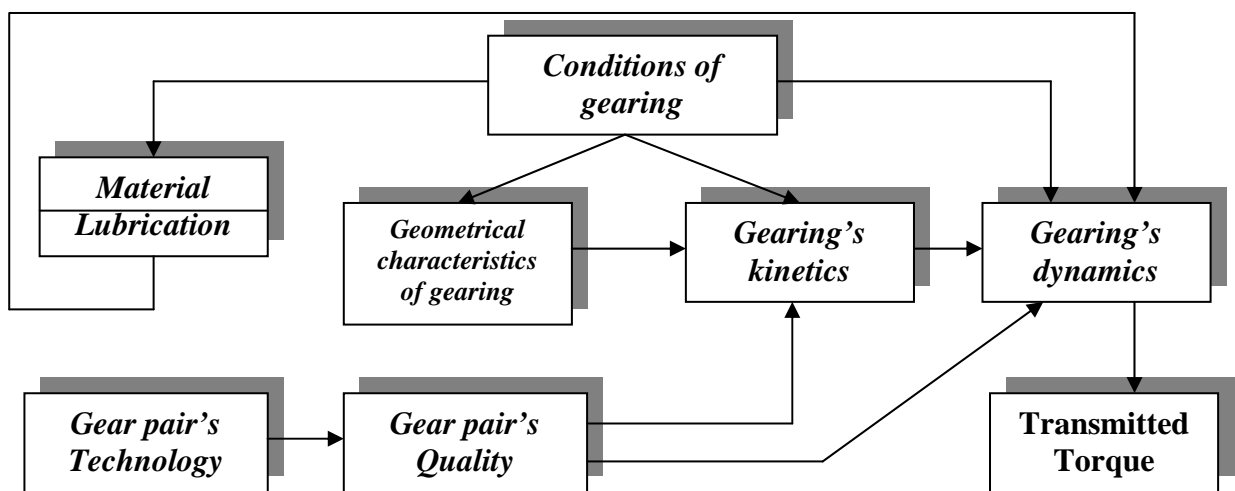 Conditions of
gearing
Material
Lubrication
Geometrical
characteristics
of gearing
Gearing’s
kinetics
Gearing’s
dynamics
Gear pair’s
Technology
Gear pair’s
Quality
Transmitted
Torque